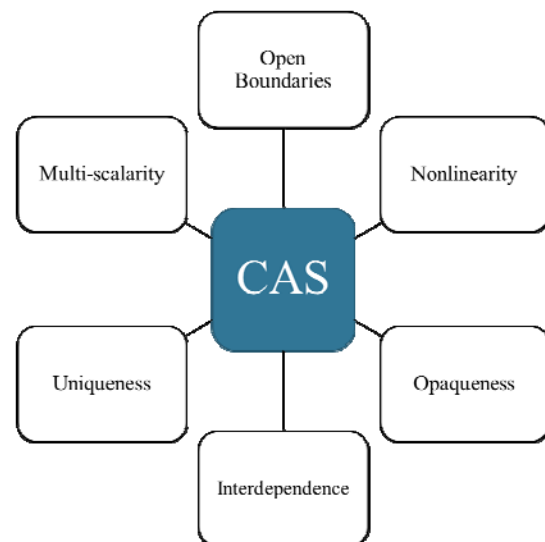 Open
Boundaries
Multi-scalarity
Nonlinearity
CAS
Uniqueness
Opaqueness
Interdependence